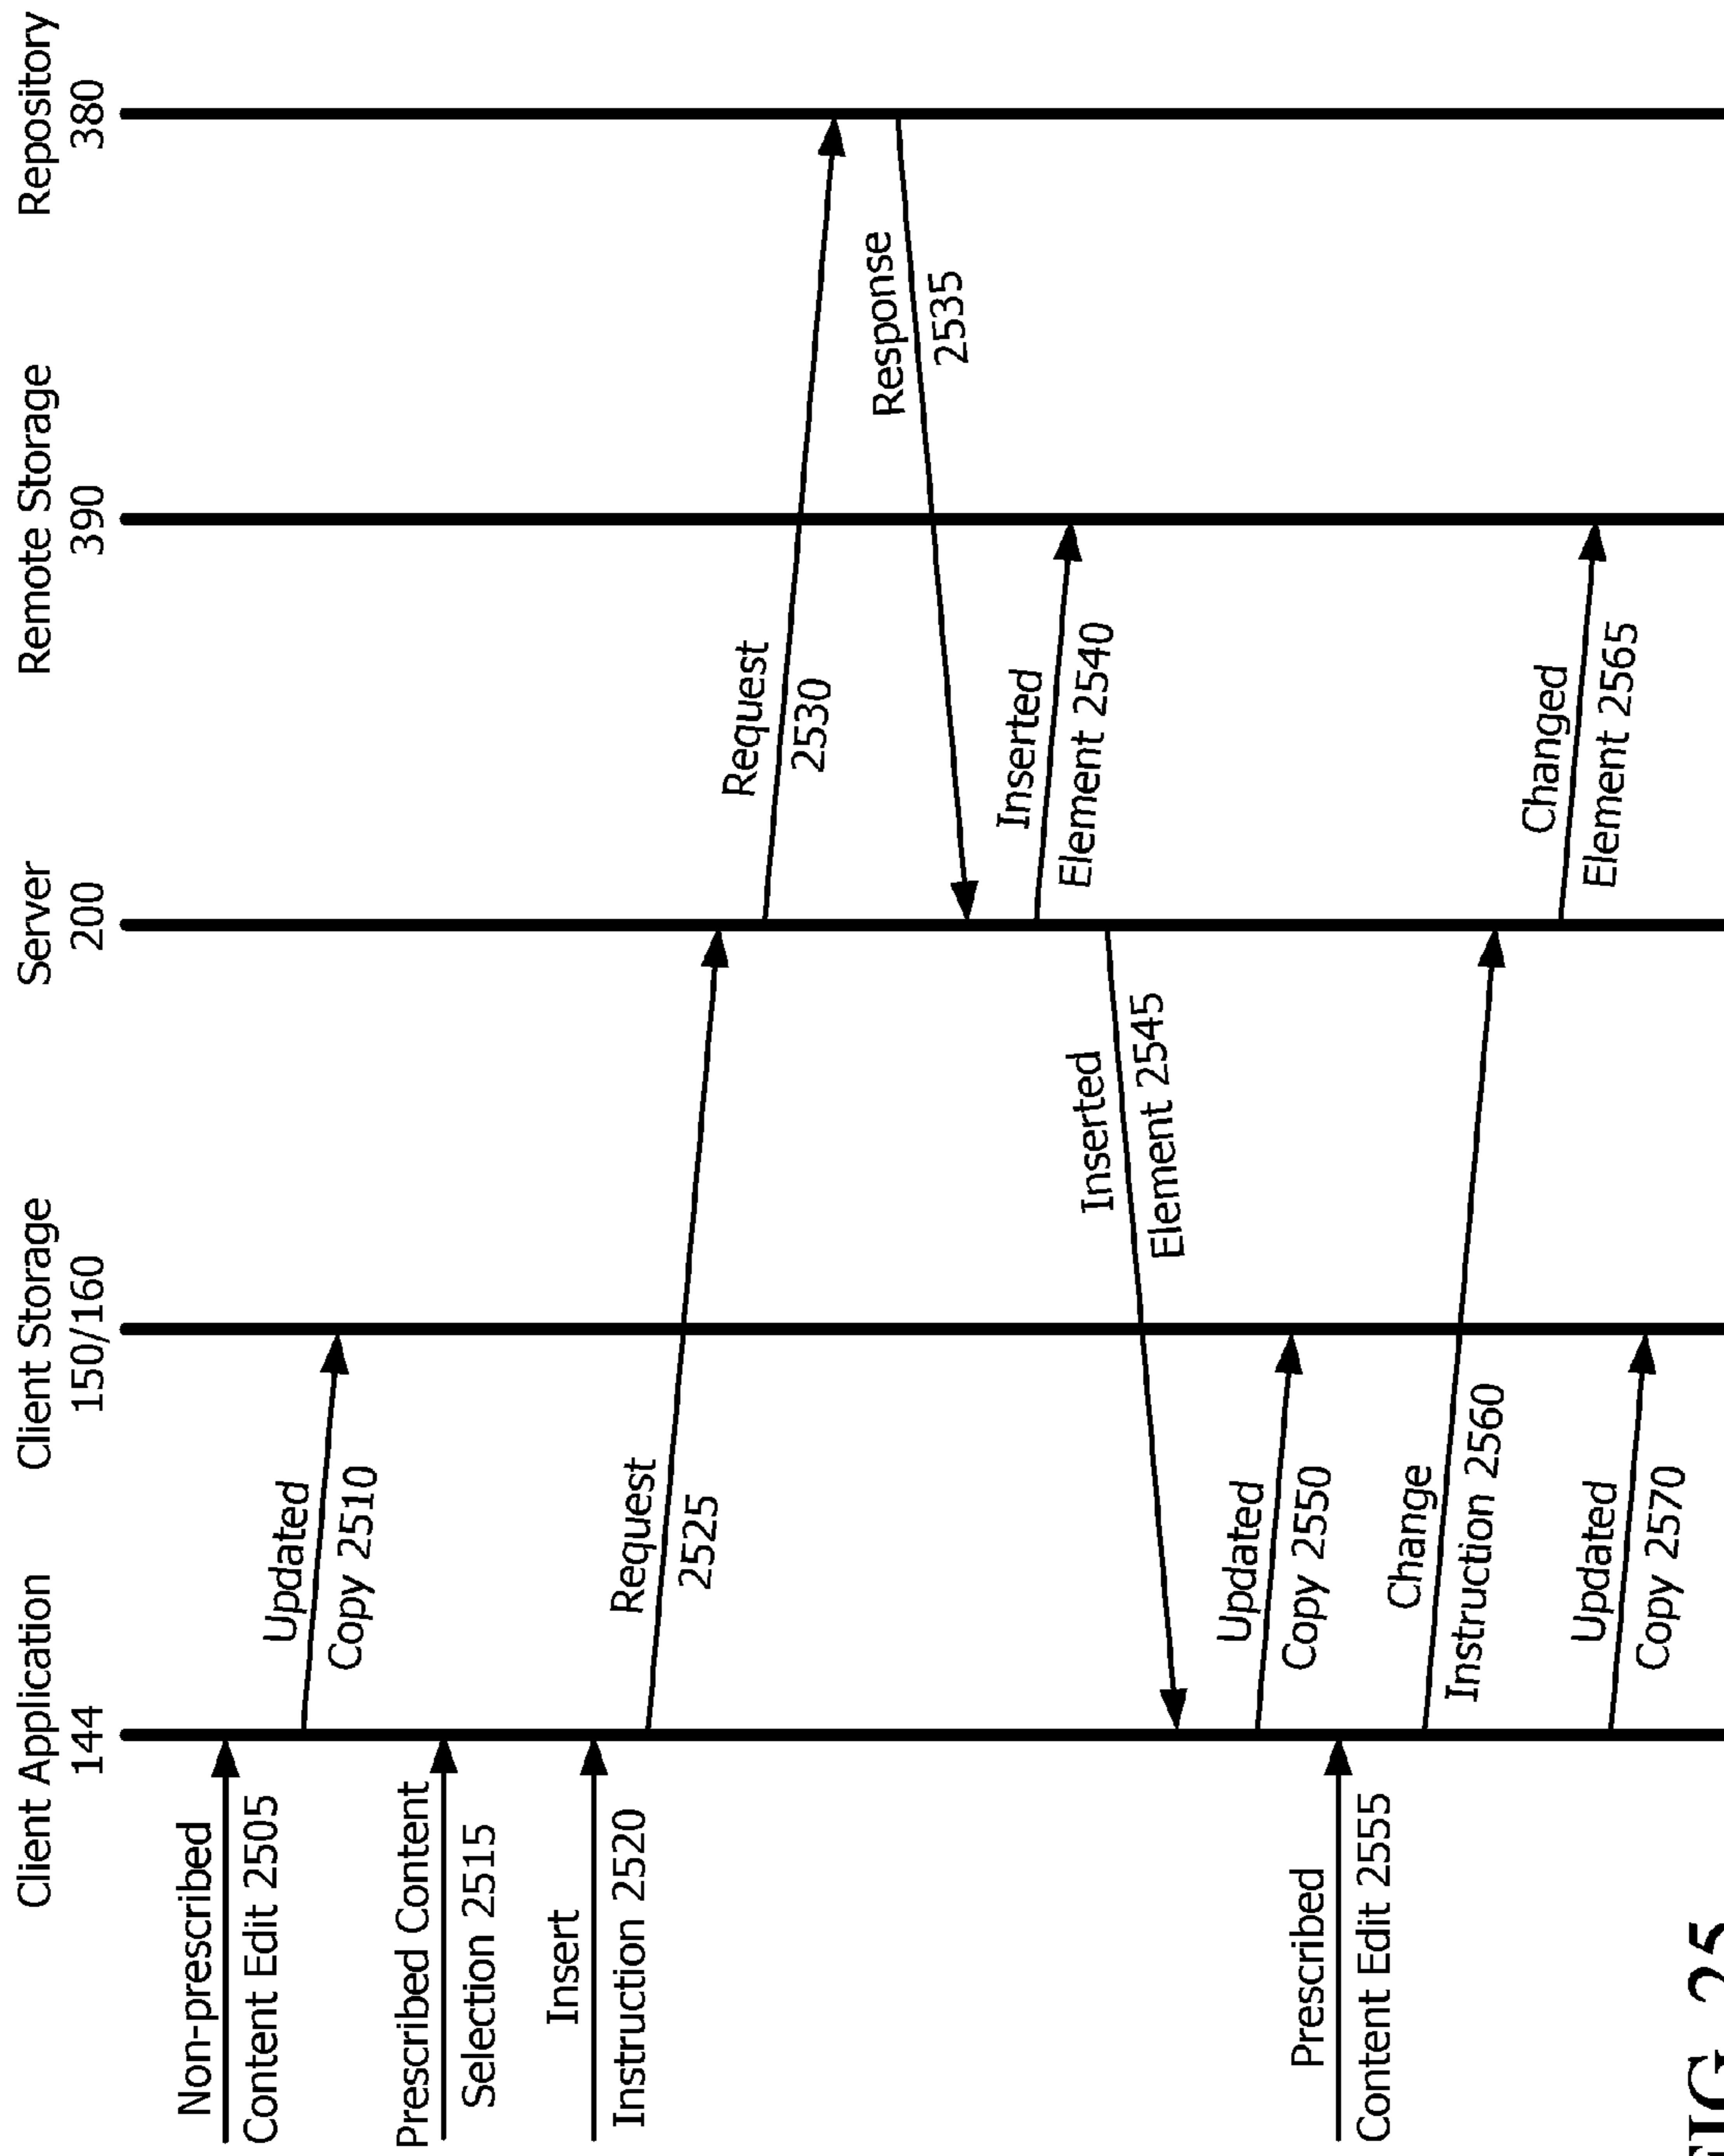 Client Application
144
Client Storage
150/160
Server
200
Remote Storage
390
Repository
380
Non-prescribed
Content Edit 2505
Updated
Copy 2510
Prescribed Content
Selection 2515
Insert
Instruction 2520
Request
2525
Request
2530
Response
2535
Inserted
Element 2540
Inserted
Element 2545
Updated
Copy 2550
Prescribed
Content Edit 2555
Change
Instruction 2560
Changed
Element 2565
Updated
Copy 2570
FIG. 25